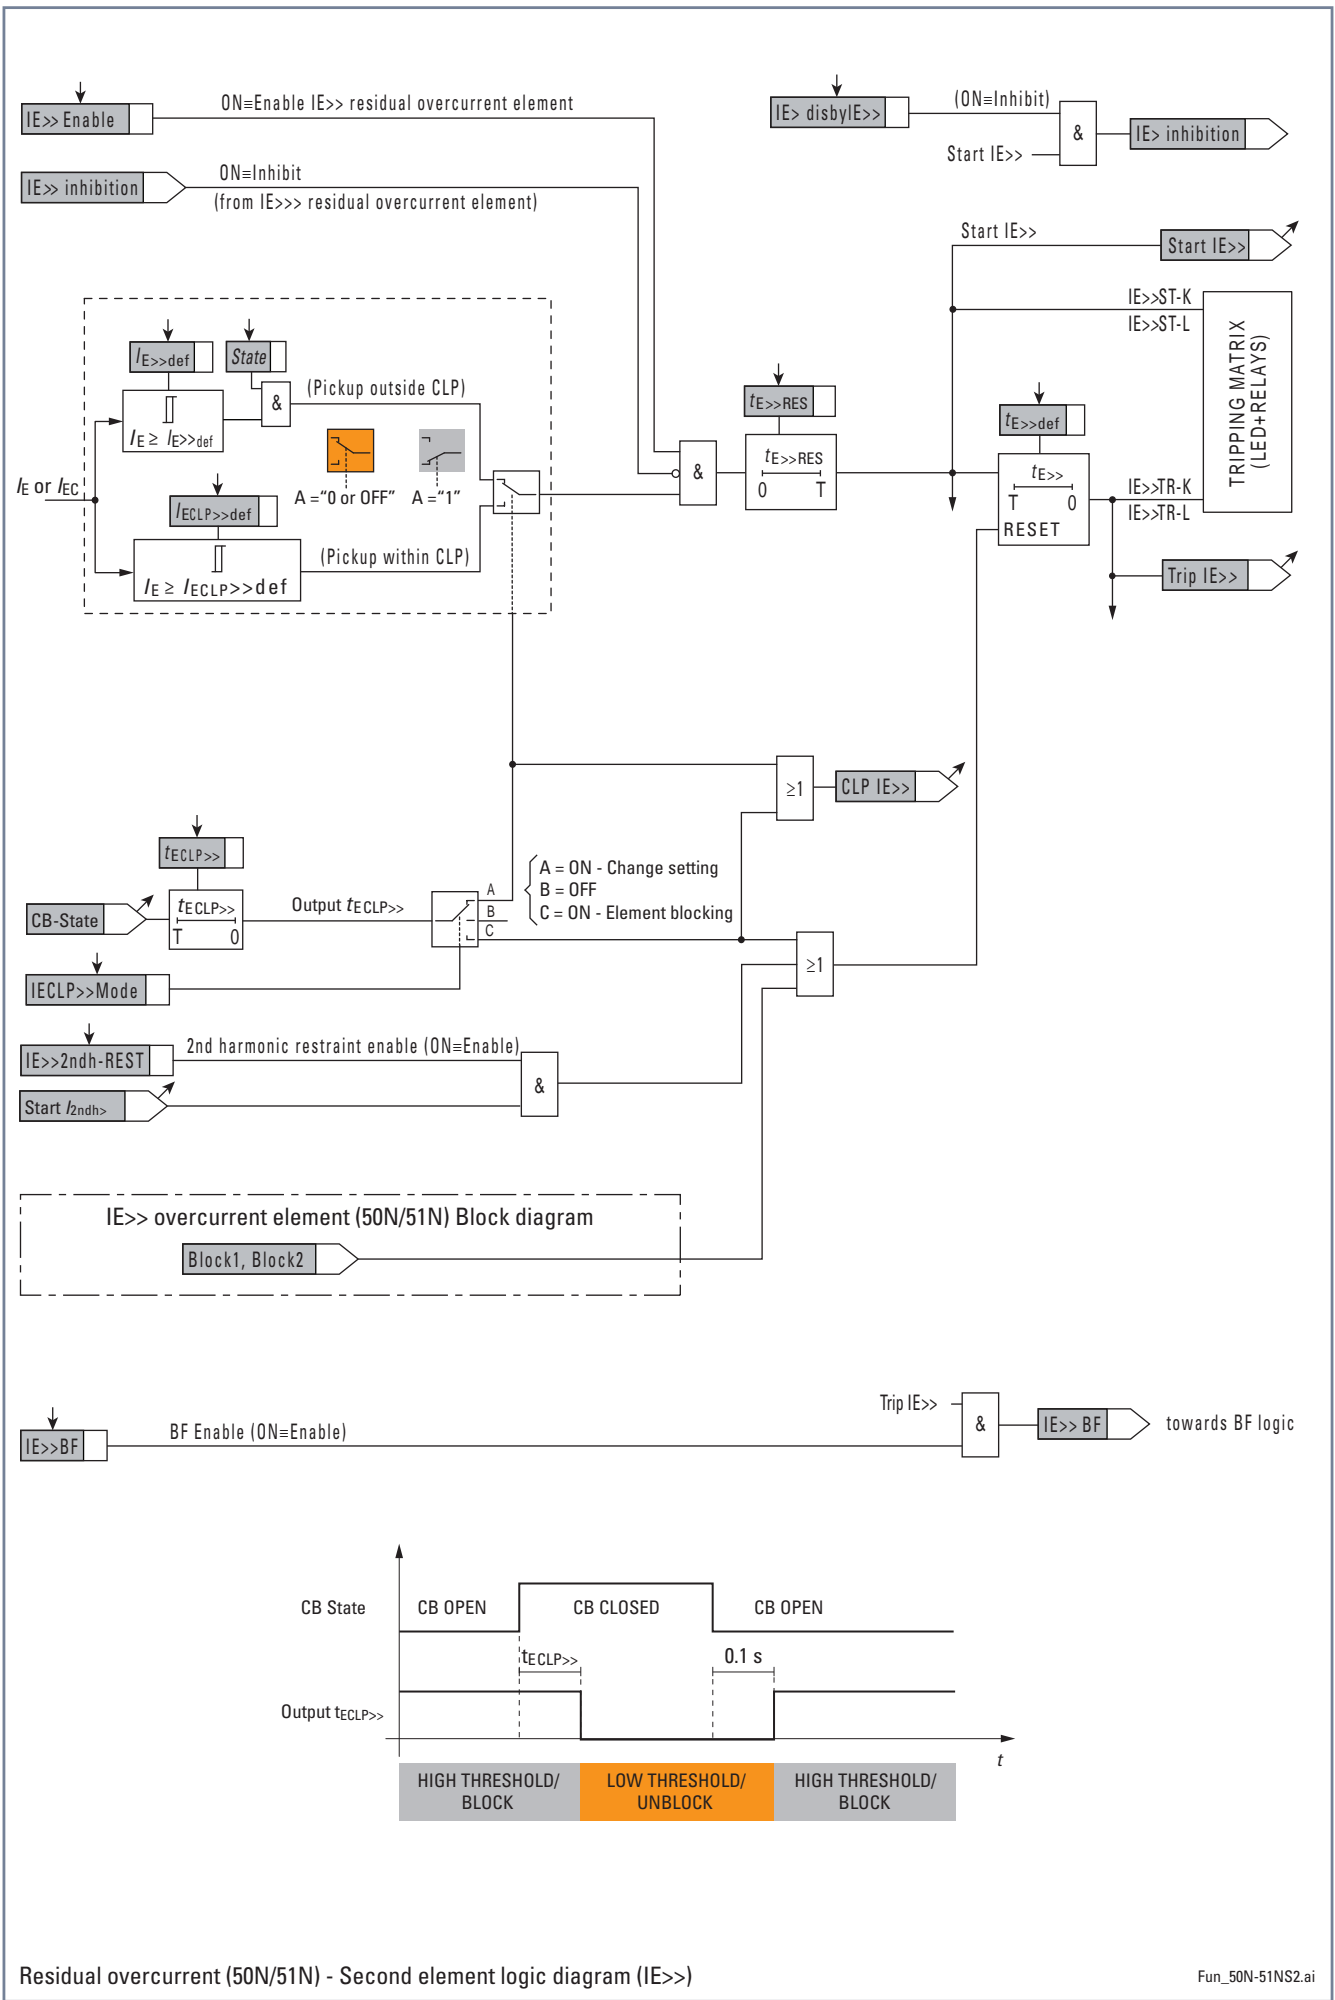 IE>> Enable
ON≡Enable IE>> residual overcurrent element
IE> disbyIE>>
(ON≡Inhibit)
&
IE> inhibition
Start IE>>
IE>> inhibition
ON≡Inhibit
(from IE>>> residual overcurrent element)
Start IE>>
Start IE>>
IE>>ST-K
IE>>ST-L
TRIPPING MATRIX
(LED+RELAYS)
IE>>def
State
&
(Pickup outside CLP)
IE ≥ IE>>def
A ="0 or OFF"
A ="1"
IE or IEC
IECLP>>def
(Pickup within CLP)
IE ≥ IECLP>>def
&
tE>>RES
tE>>RES
0 T
tE>>def
tE>>
T 0
RESET
IE>>TR-K
IE>>TR-L
Trip IE>>
≥1
CLP IE>>
tECLP>>
CB-State
tECLP>>
T 0
Output tECLP>>
A
B
C
A = ON - Change setting
B = OFF
C = ON - Element blocking
≥1
IECLP>>Mode
IE>>2ndh-REST
2nd harmonic restraint enable (ON≡Enable)
&
Start I2ndh>
IE>> overcurrent element (50N/51N) Block diagram
Block1, Block2
Trip IE>>
&
IE>> BF
towards BF logic
IE>>BF
BF Enable (ON≡Enable)
CB State
CB OPEN
CB CLOSED
CB OPEN
tECLP>>
0.1 s
Output tECLP>>
t
HIGH THRESHOLD/
BLOCK
LOW THRESHOLD/
UNBLOCK
HIGH THRESHOLD/
BLOCK
Residual overcurrent (50N/51N) - Second element logic diagram (IE>>)
Fun_50N-51NS2.ai